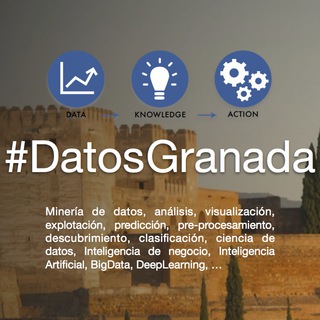 DATA KNOWLEDGE ACTION
#DatosGranada
Minería de datos, análisis, visualización,
explotación, predicción, pre-procesamiento,
descubrimiento, clasificación, ciencia de
datos, Inteligencia de negocio, Inteligencia
Artificial, BigData, DeepLearning, ...